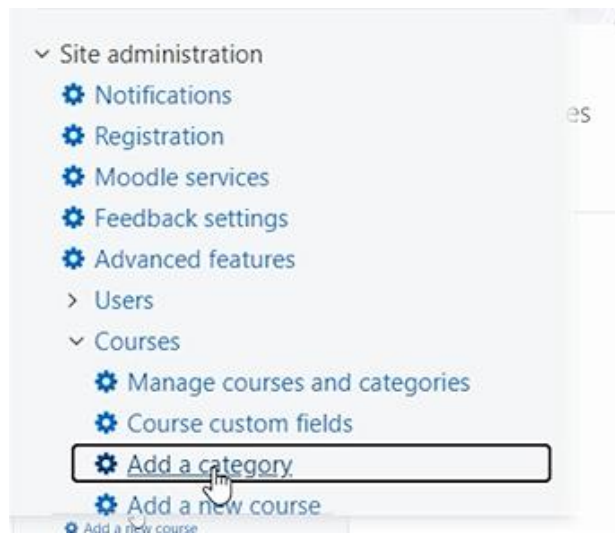 Site administration
es
Notifications
Registration
Moodle services
Feedback settings
Advanced features
Users
Courses
Manage courses and categories
Course custom fields
Add a category
Add a new course
Add a new course